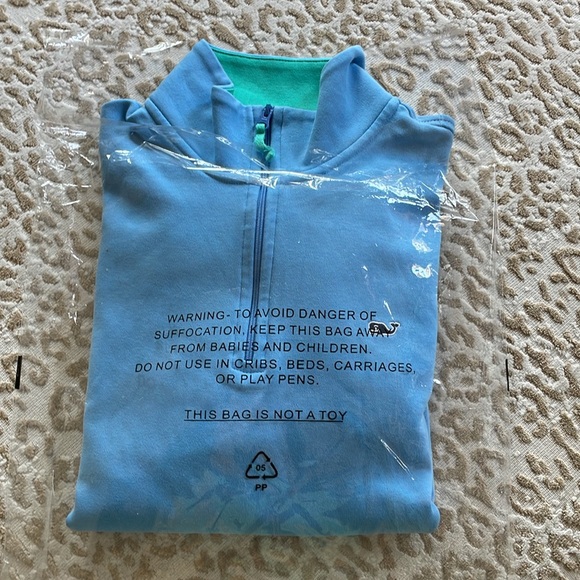 WARNING- TO AVOID DANGER OF
SUFFOCATION, KEEP THIS BAG AWAY
FROM BABIES AND CHILDREN.
DO NOT USE IN CRIBS, BEDS, CARRIAGES,
OR PLAY PENS.
THIS BAG IS NOT A TOY
05
PP